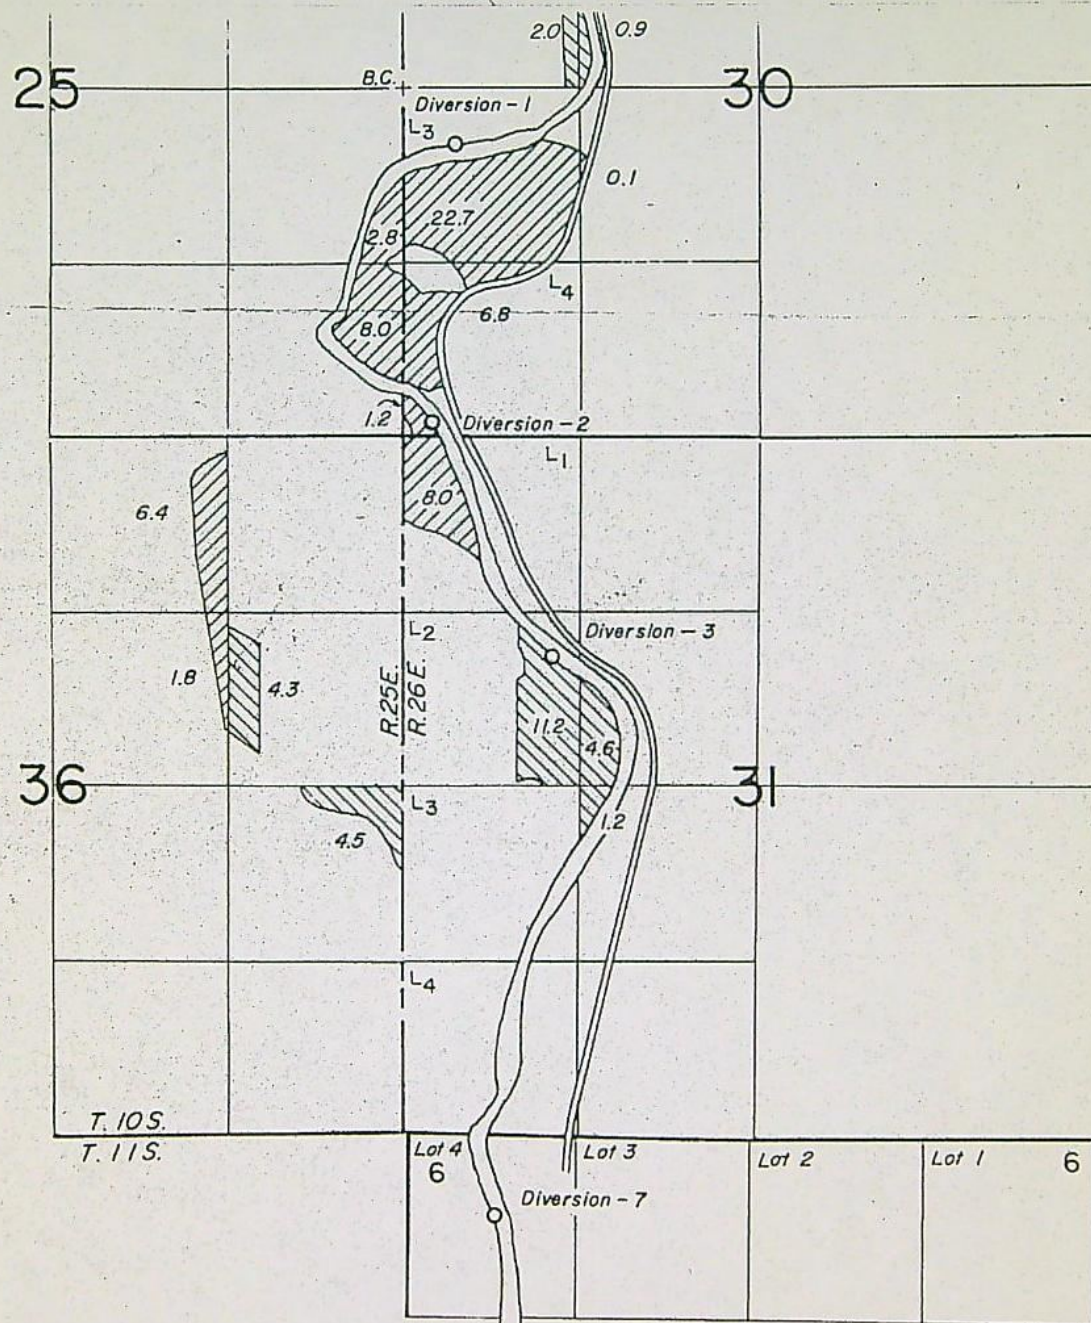 2.0 0.9
25 B.C. 30
Diversion - 1
L3
0.1
22.7
2.8
L4
6.8
8.0
1.2 Diversion - 2
L1
8.0
6.4
L2 Diversion - 3
1.8 4.3
R.25E.
R.26E.
11.2 4.6
36 31
L3
1.2
4.5
L4
T. 10S.
T. 11S.
Lot 4 Lot 3 Lot 2 Lot 1 6
6
Diversion - 7